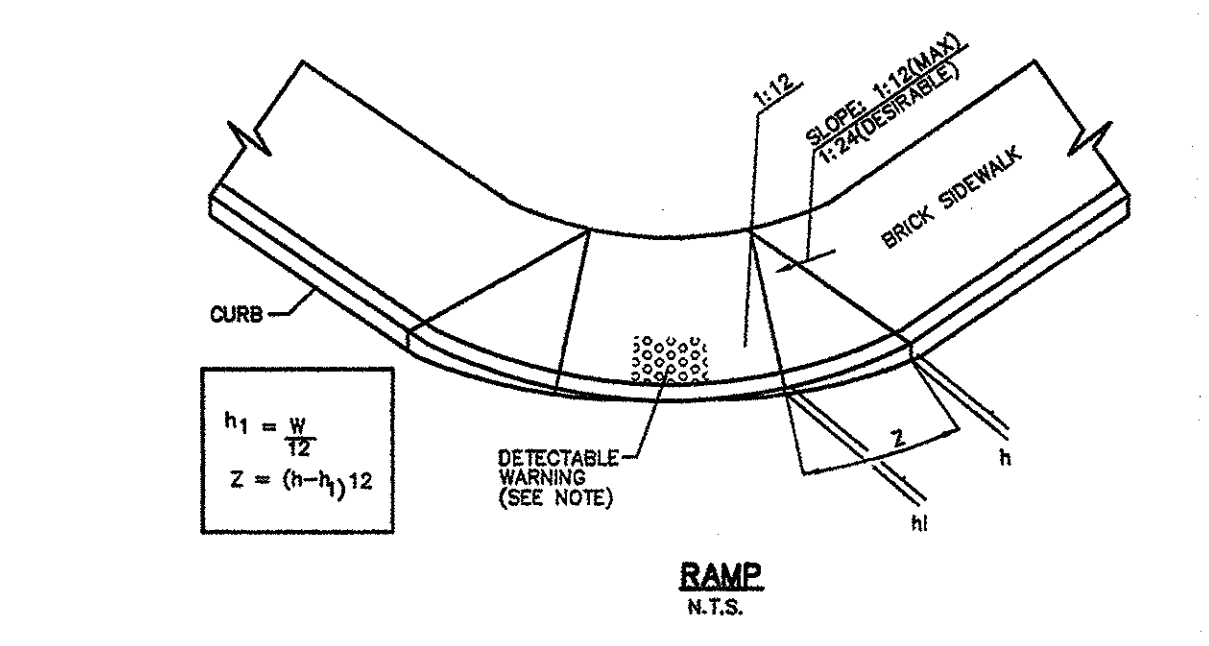 1:12
SLOPE: 1:12(MAX)
1:24(DESIRABLE)
BRICK SIDEWALK
CURB
h1 = W
12
Z = (h-h1)12
DETECTABLE
WARNING
(SEE NOTE)
Z
h
hl
RAMP
N.T.S.